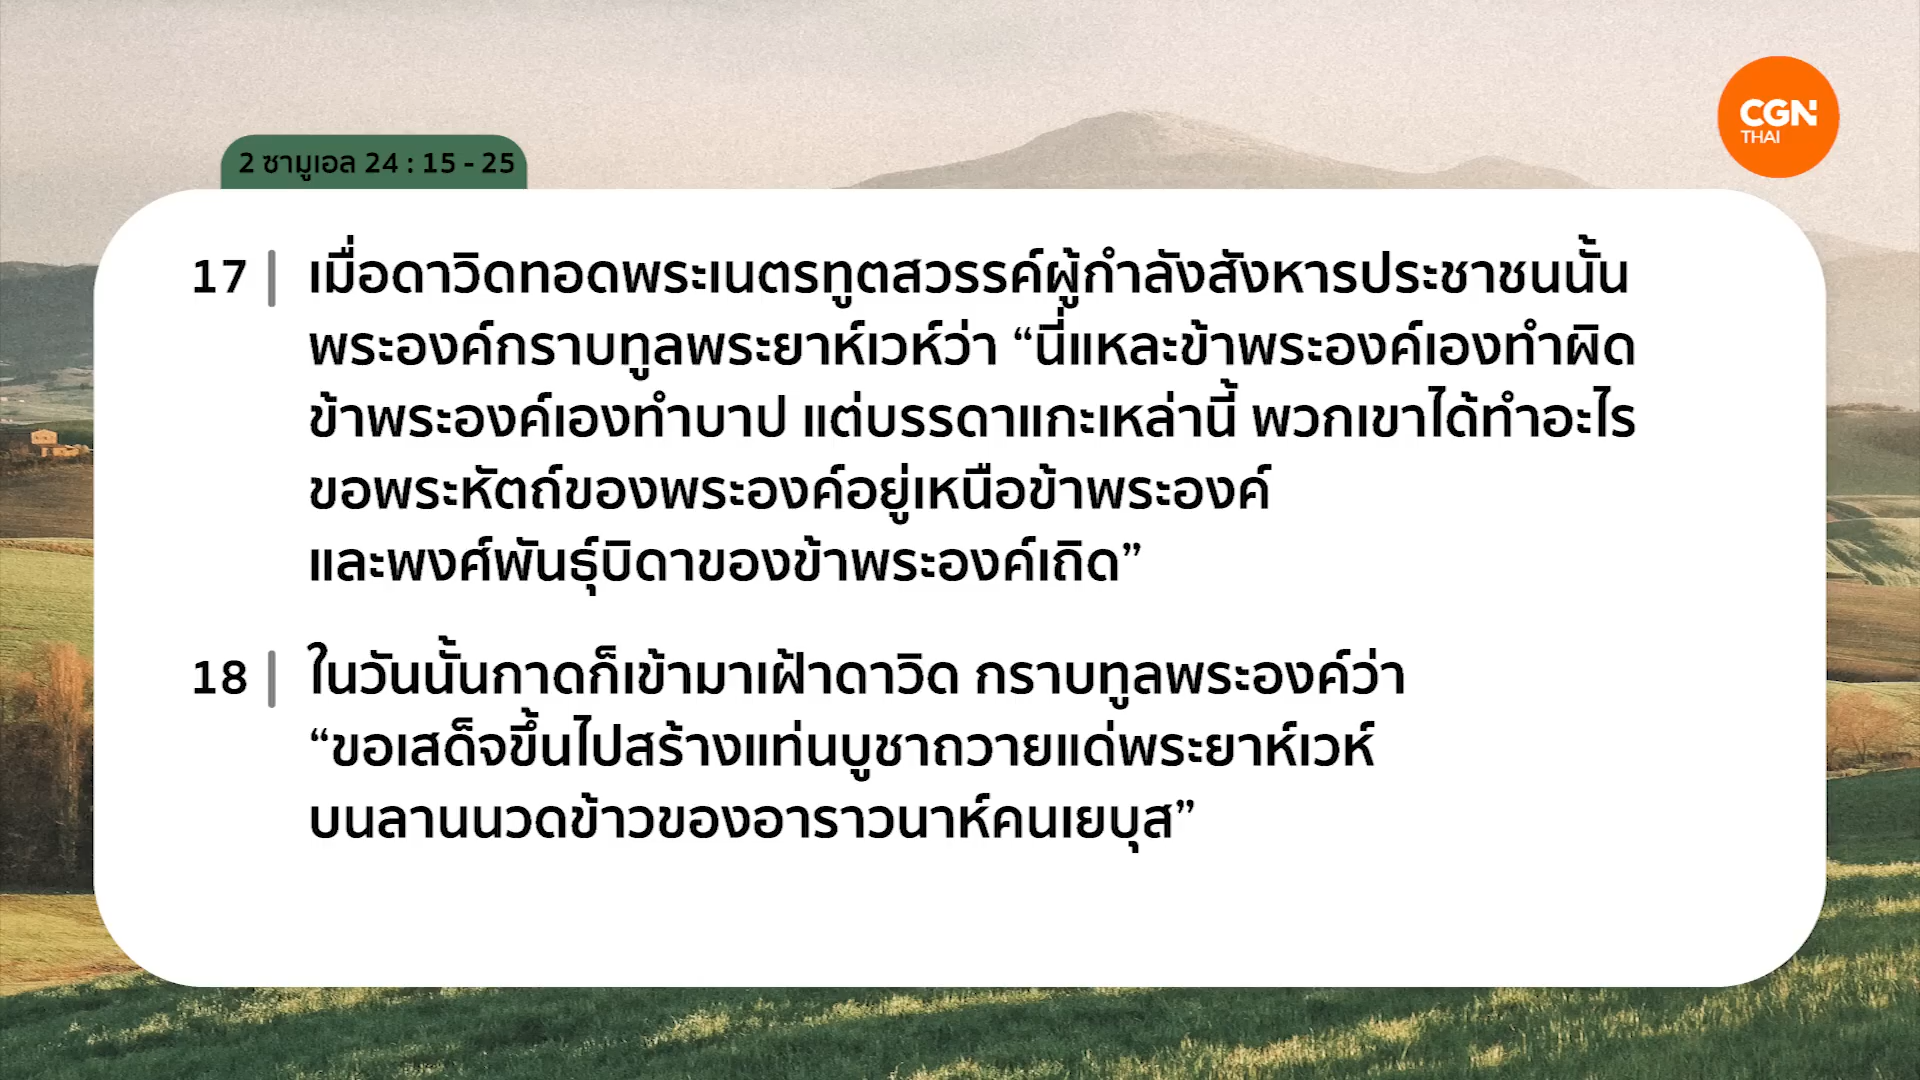 CGN
THAI
2 ซามูเอล 24 : 15 - 25
17 เมื่อดาวิดทอดพระเนตรทูตสวรรค์ผู้กำลังสังหารประชาชนนั้น
พระองค์กราบทูลพระยาห์เวห์ว่า “นี่แหละข้าพระองค์เองทำผิด
ข้าพระองค์เองทำบาป แต่บรรดาแกะเหล่านี้ พวกเขาได้ทำอะไร
ขอพระหัตถ์ของพระองค์อยู่เหนือข้าพระองค์
และพงศ์พันธุ์บิดาของข้าพระองค์เถิด”
18 ในวันนั้นกาดก็เข้ามาเฝ้าดาวิด กราบทูลพระองค์ว่า
“ขอเสด็จขึ้นไปสร้างแท่นบูชาถวายแด่พระยาห์เวห์
บนลานนวดข้าวของอาราวนาห์คนเยบุส”